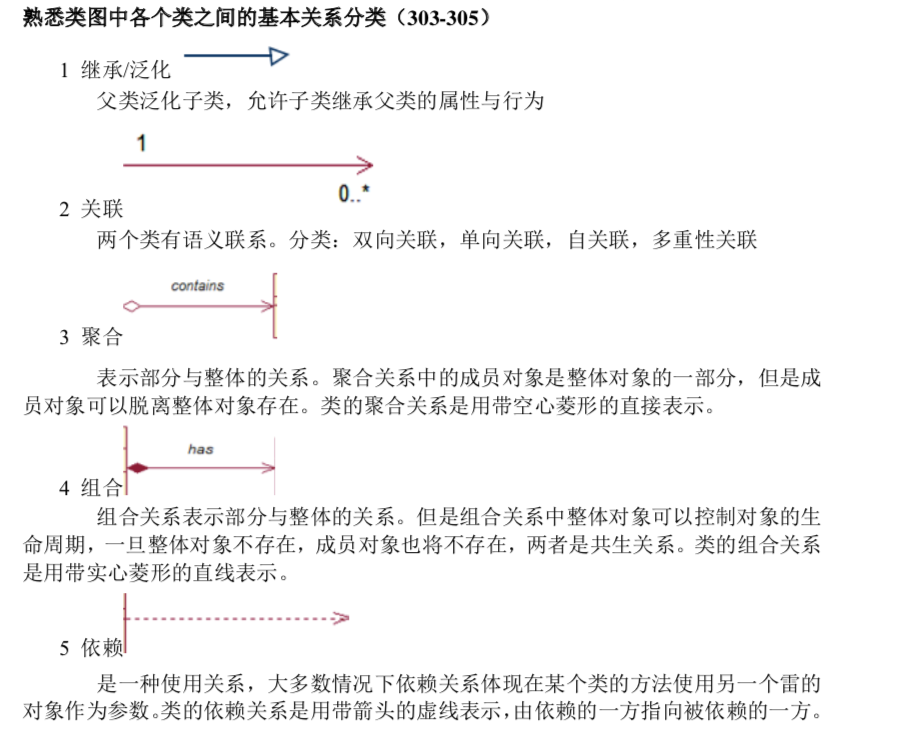 熟悉类图中各个类之间的基本关系分类（303-305）
1 继承/泛化
父类泛化子类，允许子类继承父类的属性与行为
1
0..*
2 关联
两个类有语义联系。分类：双向关联，单向关联，自关联，多重性关联
contains
3 聚合
表示部分与整体的关系。聚合关系中的成员对象是整体对象的一部分，但是成
员对象可以脱离整体对象存在。类的聚合关系是用带空心菱形的直接表示。
has
4 组合
组合关系表示部分与整体的关系。但是组合关系中整体对象可以控制对象的生
命周期，一旦整体对象不存在，成员对象也将不存在，两者是共生关系。类的组合关系
是用带实心菱形的直线表示。
5 依赖
是一种使用关系，大多数情况下依赖关系体现在某个类的方法使用另一个雷的
对象作为参数。类的依赖关系是用带箭头的虚线表示，由依赖的一方指向被依赖的一方。